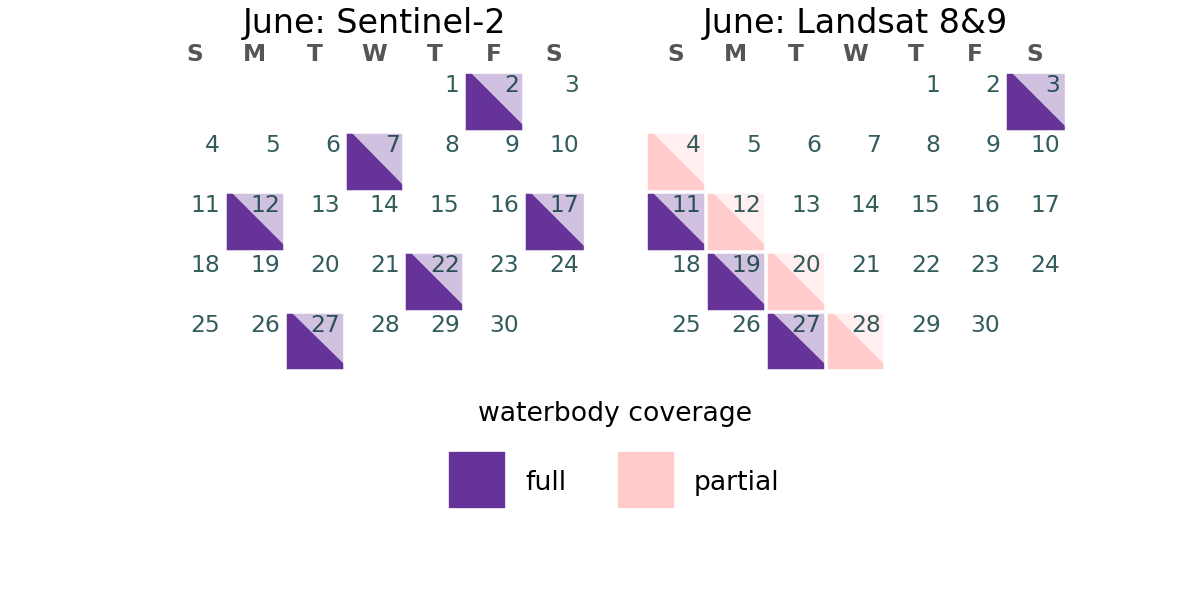 June: Sentinel-2
S M T W T F S
1 2 3
4 5 6 7 8 9 10
11 12 13 14 15 16 17
18 19 20 21 22 23 24
25 26 27 28 29 30
June: Landsat 8&9
S M T W T F S
1 2 3
4 5 6 7 8 9 10
11 12 13 14 15 16 17
18 19 20 21 22 23 24
25 26 27 28 29 30
waterbody coverage
full partial